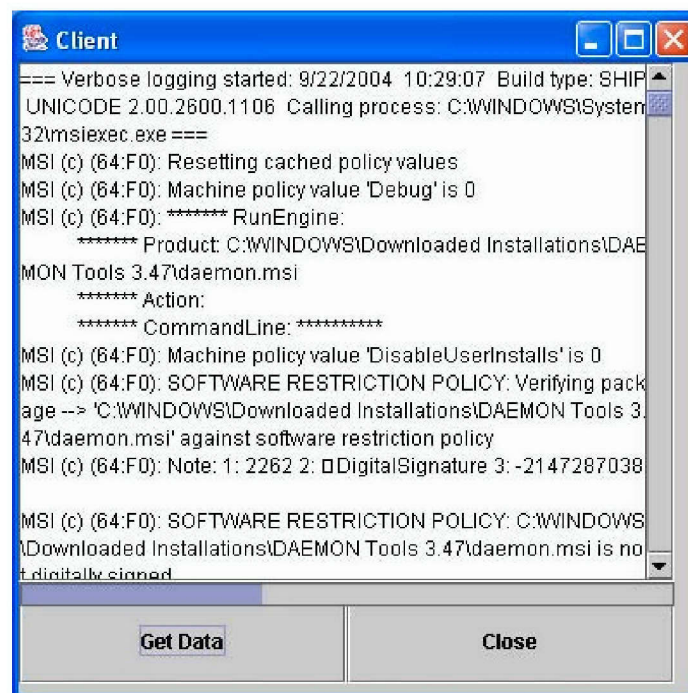 Client
=== Verbose logging started: 9/22/2004  10:29:07  Build type: SHIP
UNICODE 2.00.2600.1106  Calling process: C:\WINDOWS\System
32\msiexec.exe ===
MSI (c) (64:F0): Resetting cached policy values
MSI (c) (64:F0): Machine policy value 'Debug' is 0
MSI (c) (64:F0): ******* RunEngine:
******* Product: C:\WINDOWS\Downloaded Installations\DAE
MON Tools 3.47\daemon.msi
******* Action:
******* CommandLine: **********
MSI (c) (64:F0): Machine policy value 'DisableUserInstalls' is 0
MSI (c) (64:F0): SOFTWARE RESTRICTION POLICY: Verifying pack
age --> 'C:\WINDOWS\Downloaded Installations\DAEMON Tools 3.
47\daemon.msi' against software restriction policy
MSI (c) (64:F0): Note: 1: 2262 2: □DigitalSignature 3: -2147287038
MSI (c) (64:F0): SOFTWARE RESTRICTION POLICY: C:\WINDOWS
\Downloaded Installations\DAEMON Tools 3.47\daemon.msi is no
t digitally signed
Get Data
Close